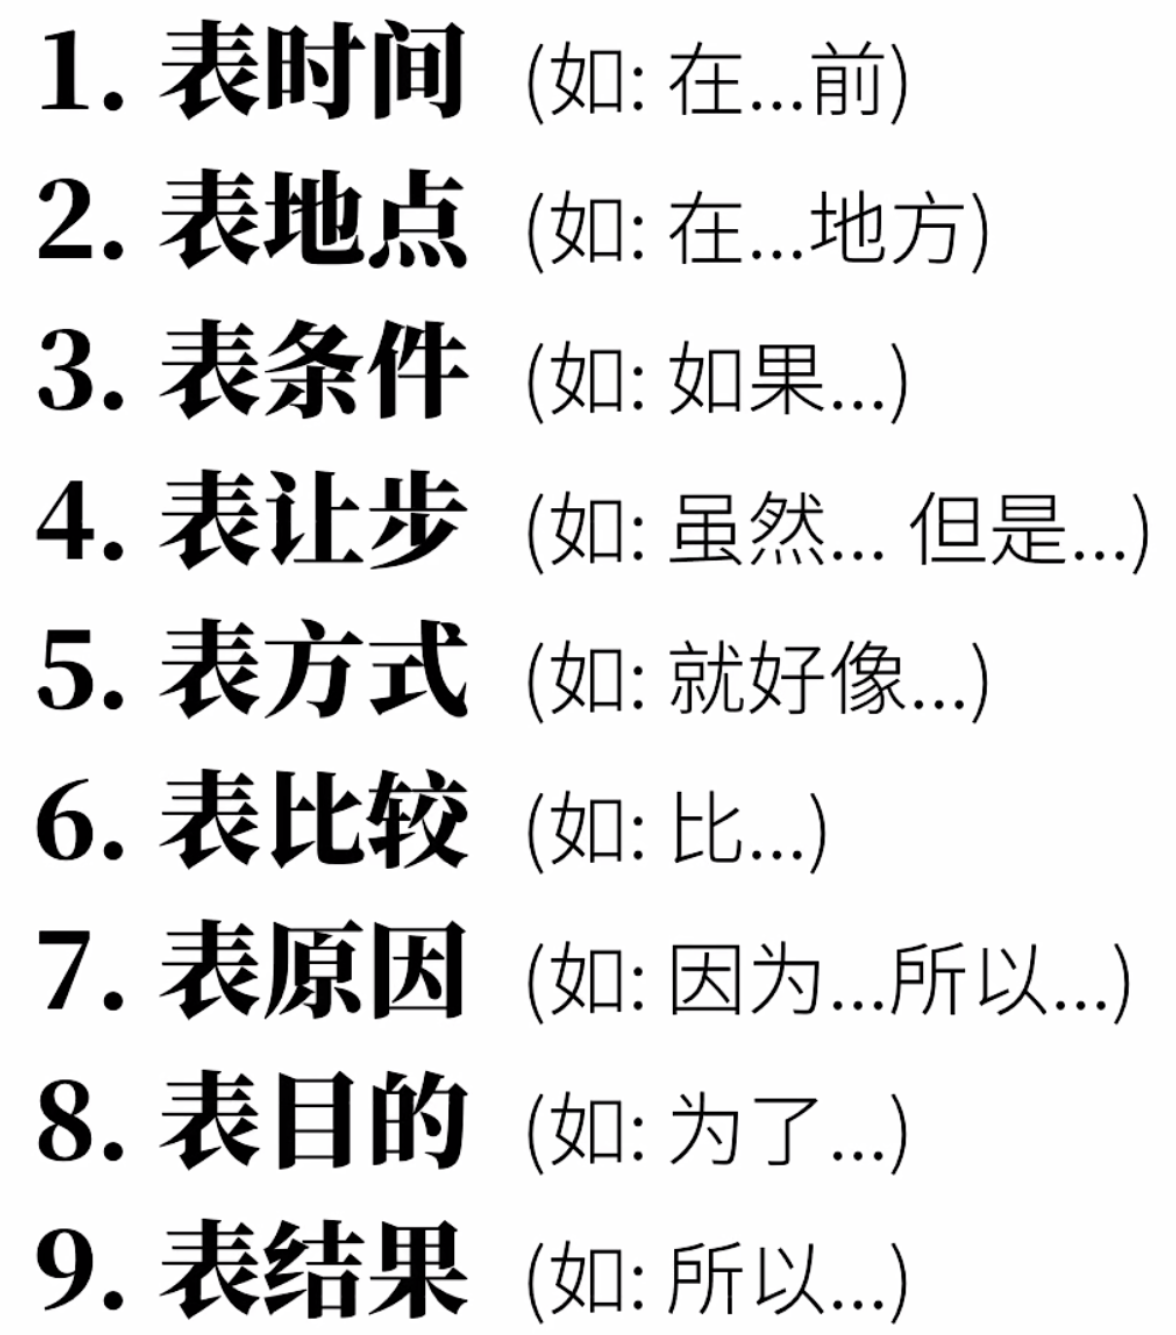 1. 表时间 (如: 在...前)
2. 表地点 (如: 在...地方)
3. 表条件 (如: 如果...)
4. 表让步 (如: 虽然... 但是...)
5. 表方式 (如: 就好像...)
6. 表比较 (如: 比...)
7. 表原因 (如: 因为...所以...)
8. 表目的 (如: 为了...)
9. 表结果 (如: 所以...)